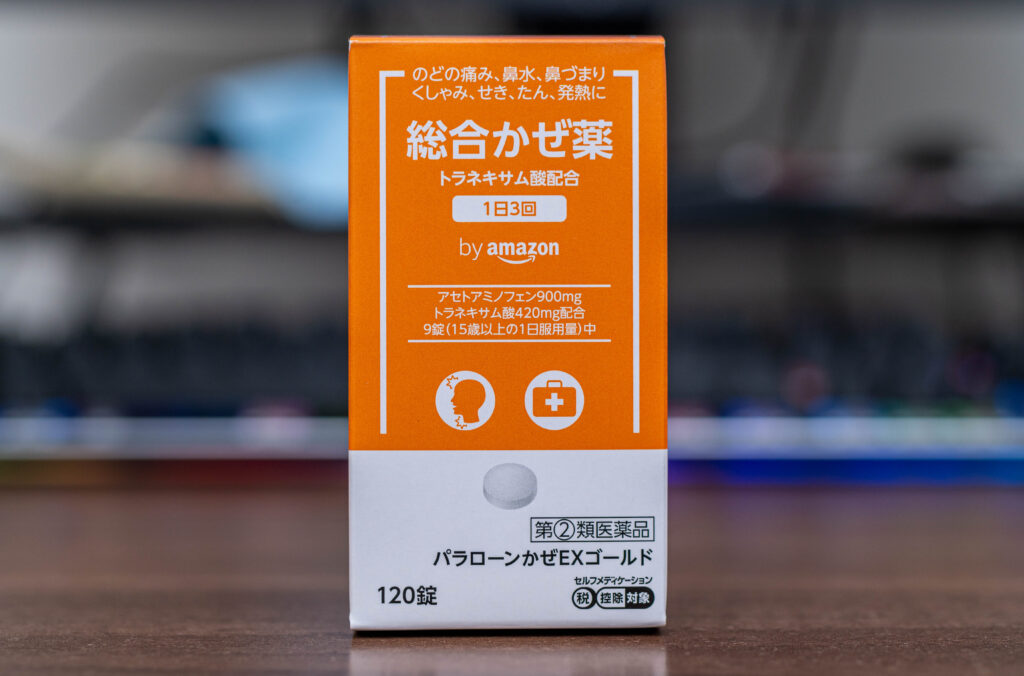 のどの痛み、鼻水、鼻づまり
くしゃみ、せき、たん、発熱に
総合かぜ薬
トラネキサム酸配合
1日3回
by amazon
アセトアミノフェン900mg
トラネキサム酸420mg配合
9錠(15歳以上の1日服用量)中
第②類医薬品
パラローンかぜEXゴールド
120錠
セルフメディケーション
税 控除 対象